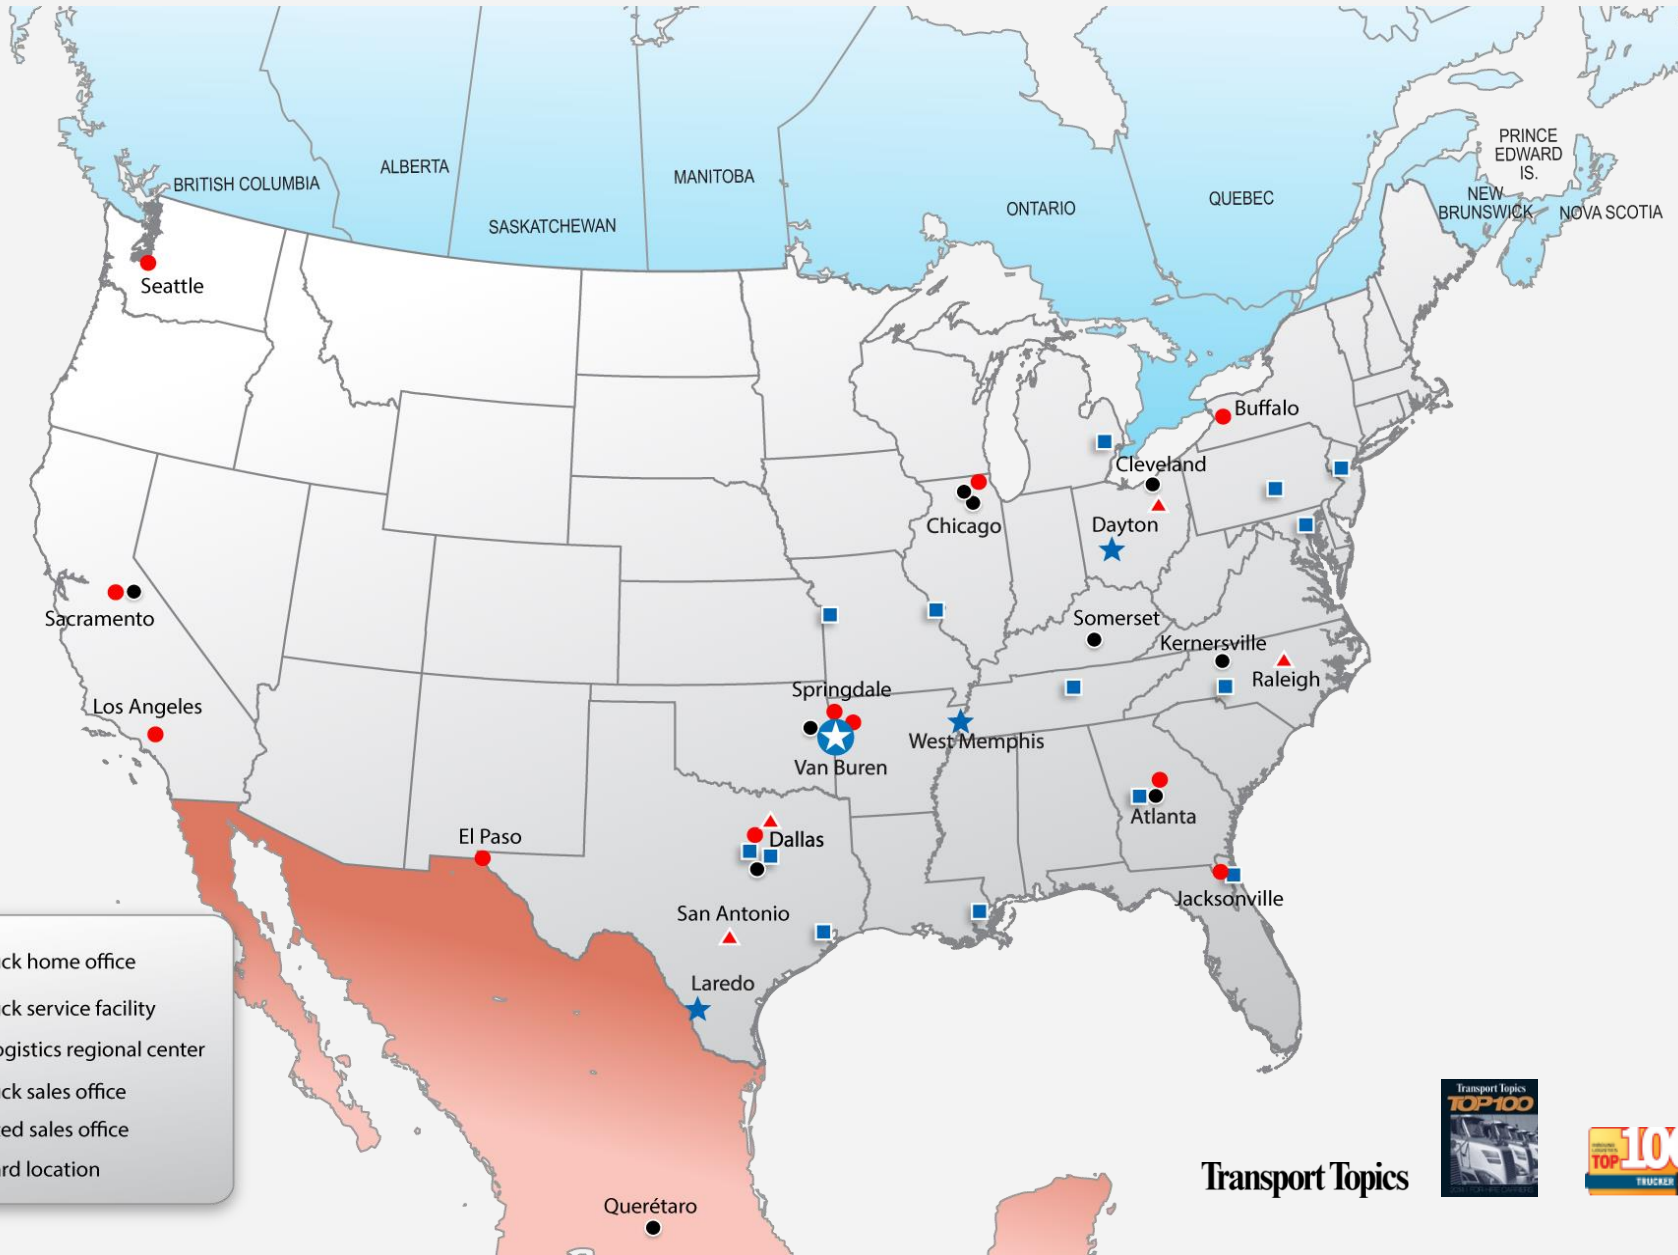 PRINCE
EDWARD
IS.
ALBERTA
MANITOBA
BRITISH COLUMBIA
NEW
BRUNSWICK
QUEBEC
ONTARIO
NOVA SCOTIA
SASKATCHEWAN
Seattle
Buffalo
Cleveland
Chicago
Dayton
Sacramento
Somerset
Kernersville
Raleigh
Springdale
Los Angeles
West Memphis
Van Buren
Atlanta
El Paso
Dallas
Jacksonville
San Antonio
Laredo
ck home office
ck service facility
ogistics regional center
ck sales office
ed sales office
rd location
Querétaro
Transport Topics
Transport Topics
TOP100
TOP 100
TRUCKER